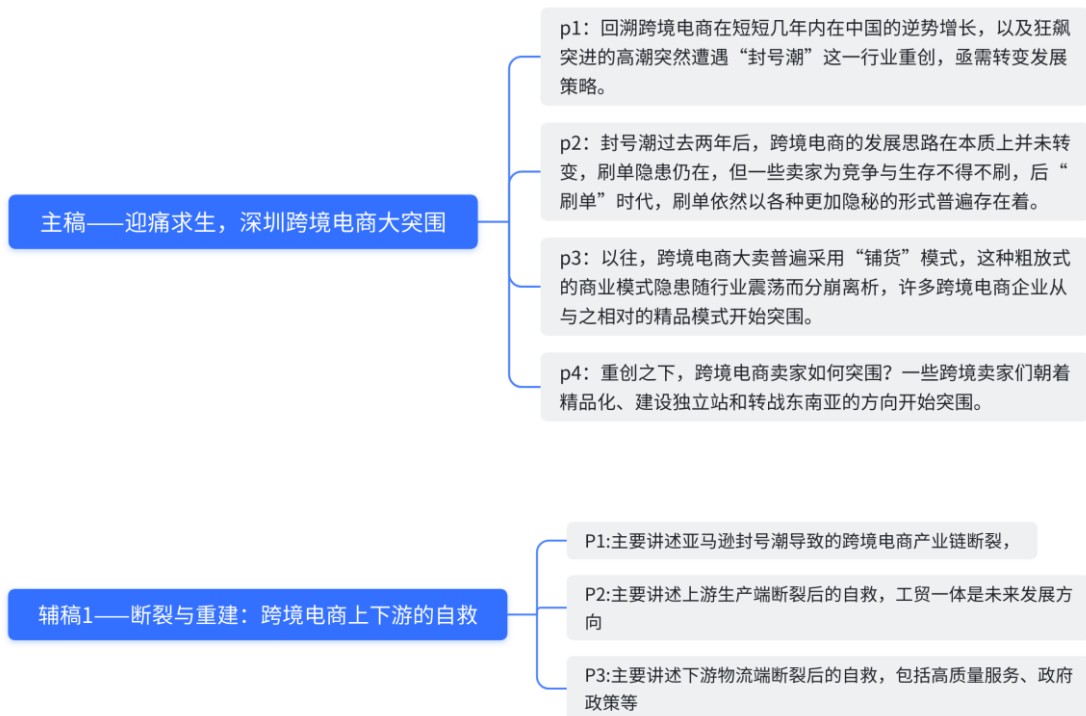 p1：回溯跨境电商在短短几年内在中国的逆势增长，以及狂飙
突进的高潮突然遭遇“封号潮”这一行业重创，亟需转变发展
策略。
p2：封号潮过去两年后，跨境电商的发展思路在本质上并未转
变，刷单隐患仍在，但一些卖家为竞争与生存不得不刷，后“
刷单”时代，刷单依然以各种更加隐秘的形式普遍存在着。
主稿——迎痛求生，深圳跨境电商大突围
p3：以往，跨境电商大卖普遍采用“铺货”模式，这种粗放式
的商业模式隐患随行业震荡而分崩离析，许多跨境电商企业从
与之相对的精品模式开始突围。
p4：重创之下，跨境电商卖家如何突围？一些跨境卖家们朝着
精品化、建设独立站和转战东南亚的方向开始突围。
P1:主要讲述亚马逊封号潮导致的跨境电商产业链断裂，
P2:主要讲述上游生产端断裂后的自救，工贸一体是未来发展方
向
辅稿1——断裂与重建：跨境电商上下游的自救
P3:主要讲述下游物流端断裂后的自救，包括高质量服务、政府
政策等